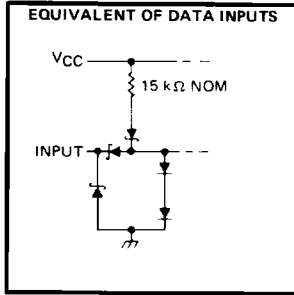 EQUIVALENT OF DATA INPUTS
VCC
15 kΩ NOM
INPUT